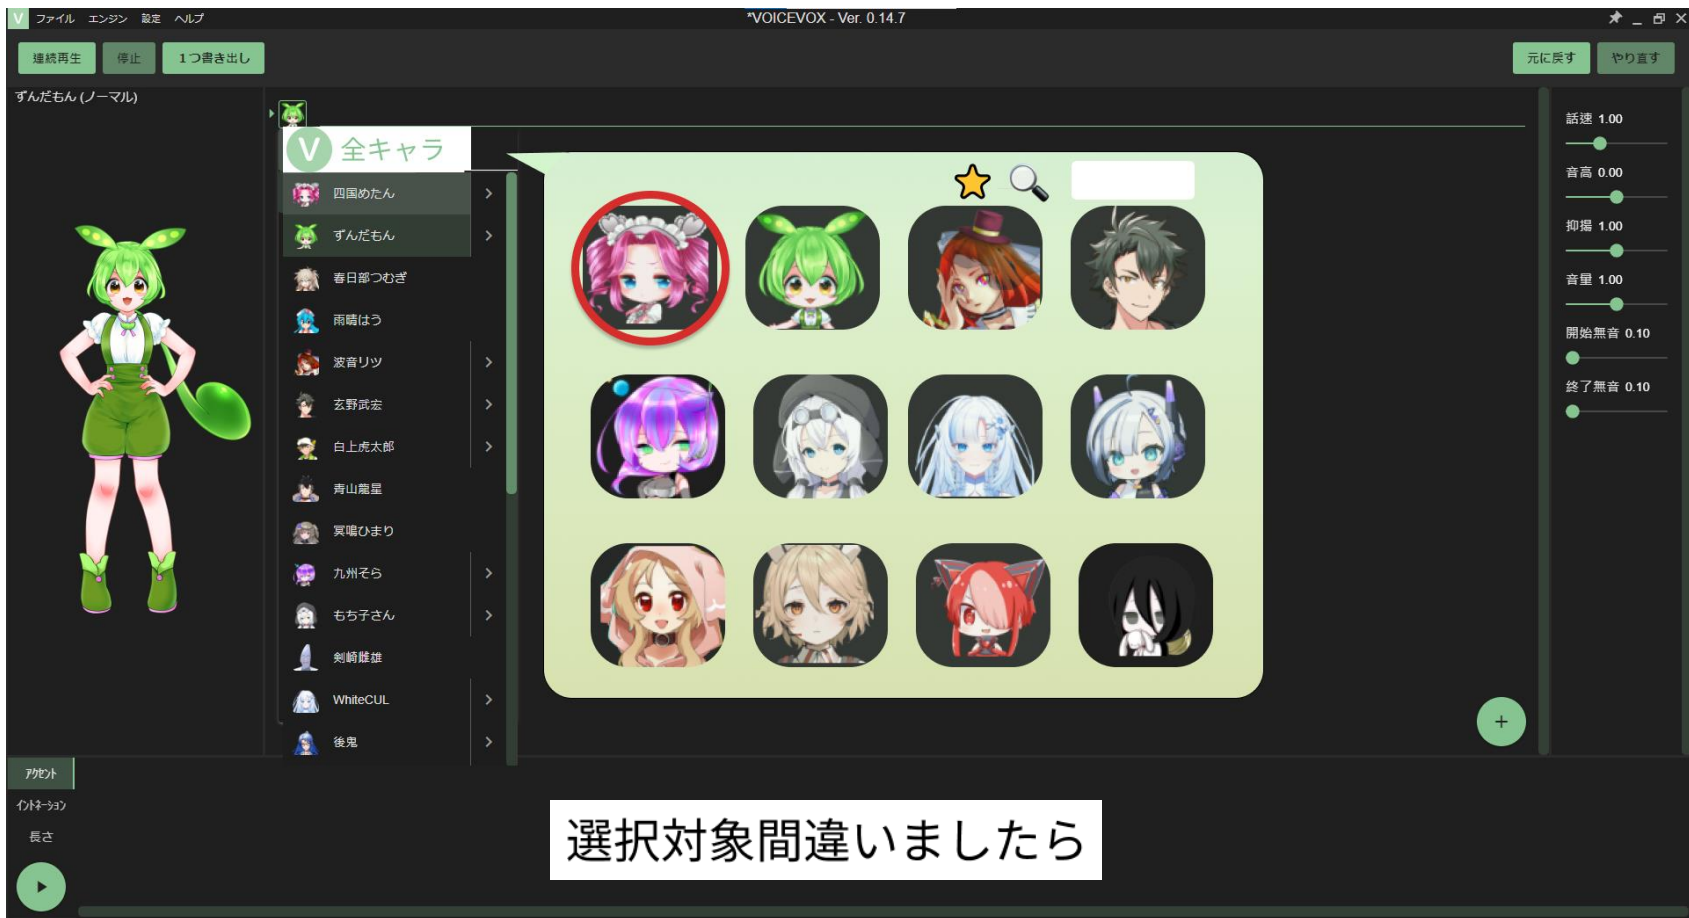 V ファイル エンジン 設定 ヘルプ *VOICEVOX - Ver. 0.14.7
連続再生 停止 1つ書き出し 元に戻す やり直す
ずんだもん (ノーマル)
V 全キャラ
四国めたん
ずんだもん
春日部つむぎ
雨晴はう
波音リツ
玄野武宏
白上虎太郎
青山龍星
冥鳴ひまり
九州そら
もち子さん
剣崎雌雄
WhiteCUL
後鬼
話速 1.00
音高 0.00
抑揚 1.00
音量 1.00
開始無音 0.10
終了無音 0.10
アクセント
イントネーション
長さ
選択対象間違いましたら